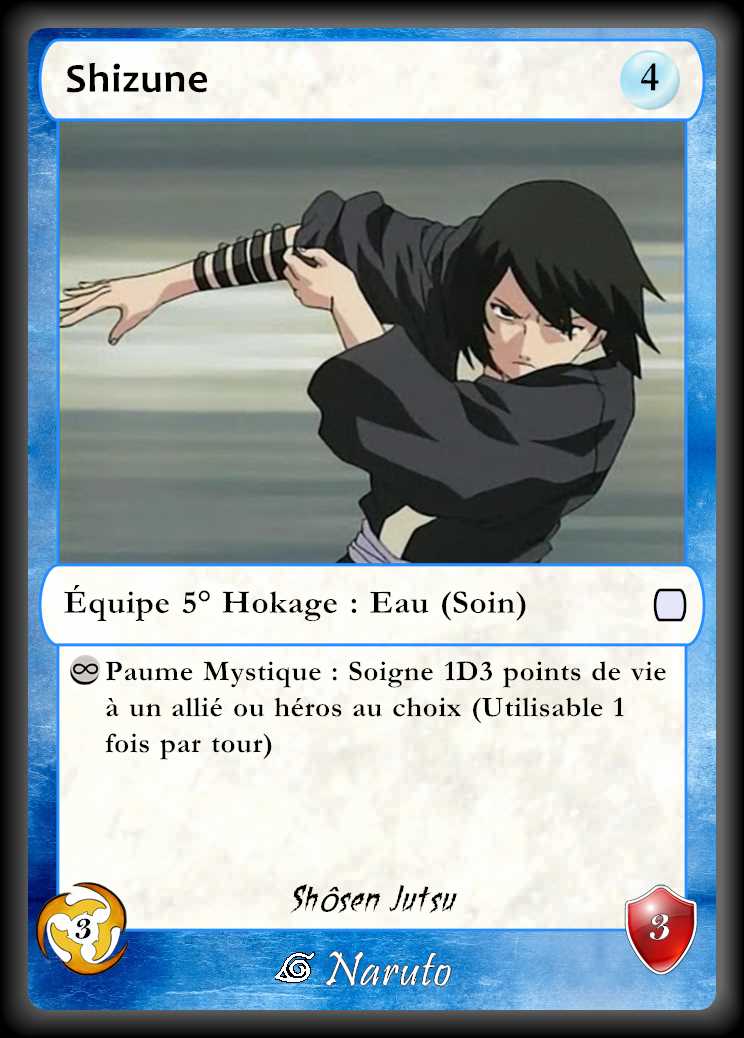 Shizune
4
Équipe 5° Hokage : Eau (Soin)
∞ Paume Mystique : Soigne 1D3 points de vie
à un allié ou héros au choix (Utilisable 1
fois par tour)
Shôsen Jutsu
3
3
Naruto